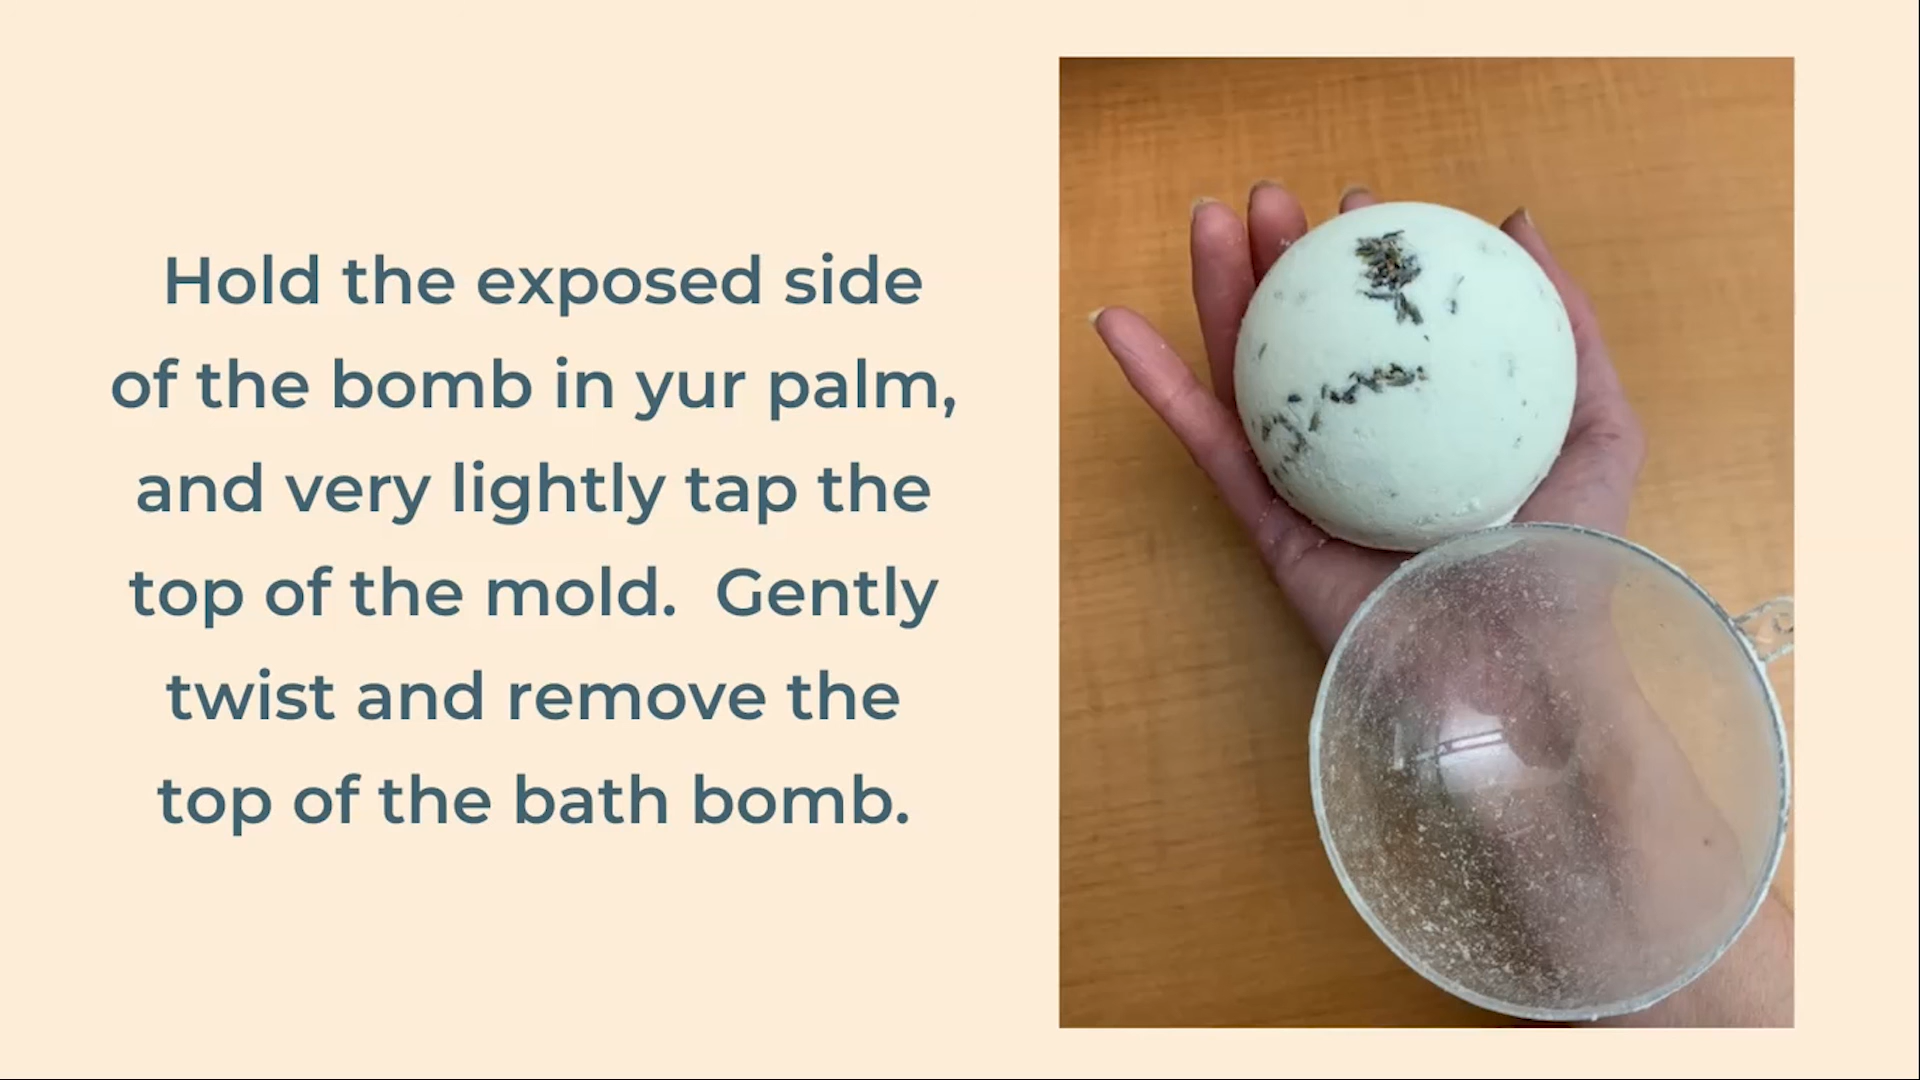 Hold the exposed side
of the bomb in yur palm,
and very lightly tap the
top of the mold.  Gently
twist and remove the
top of the bath bomb.